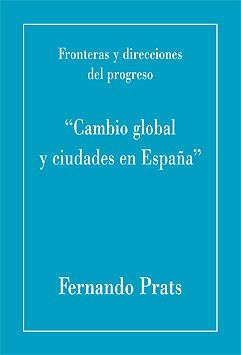 Fronteras y direcciones
del progreso
“Cambio global
y ciudades en España”
Fernando Prats